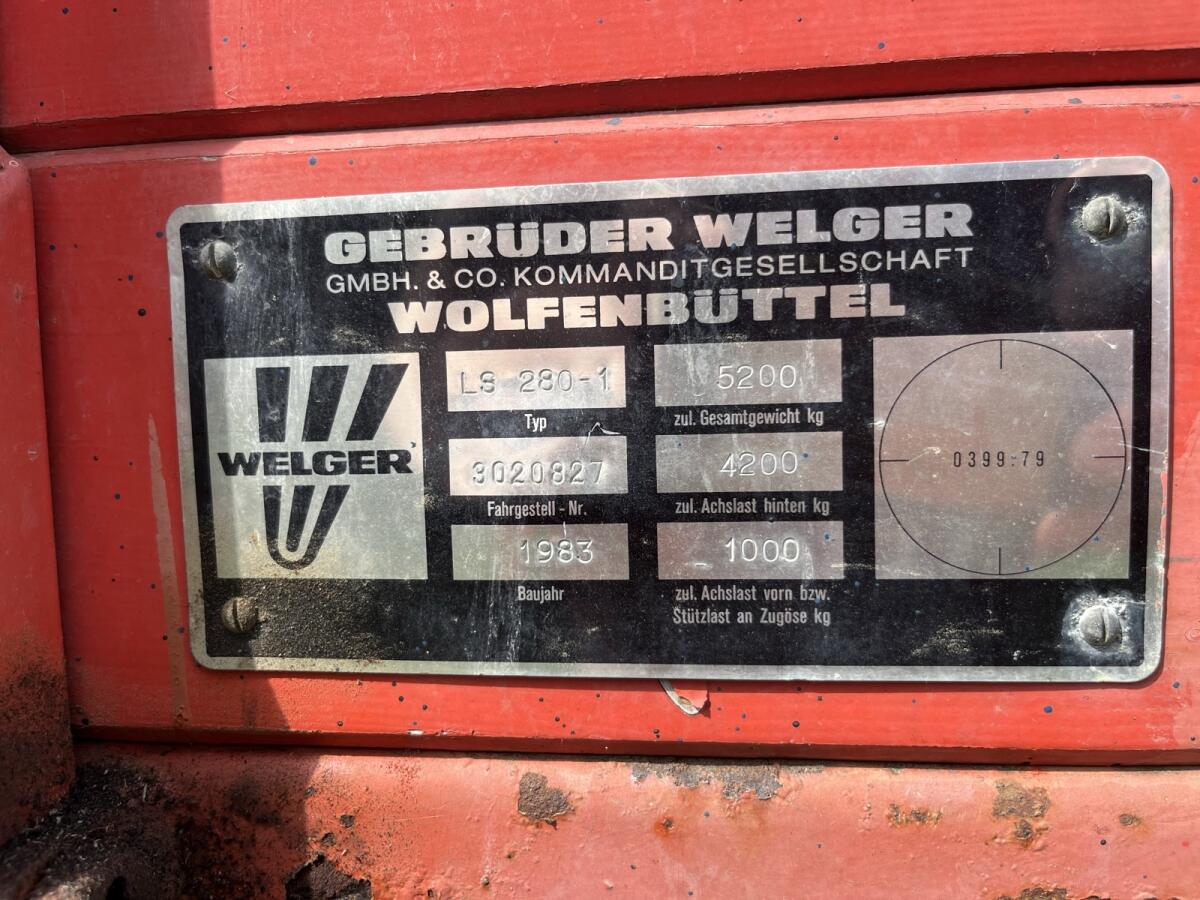 GEBRÜDER WELGER
GMBH. & CO. KOMMANDITGESELLSCHAFT
WOLFENBÜTTEL
WELGER
LS 280-1
Typ
3020827
Fahrgestell-Nr.
1983
Baujahr
5200
zul. Gesamtgewicht kg
4200
zul. Achslast hinten kg
1000
zul. Achslast vorn bzw.
Stützlast an Zugöse kg
0399.79